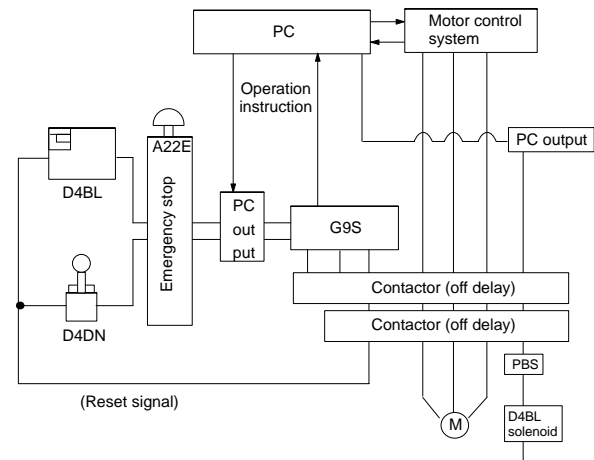 PC
Motor control
system
Operation
instruction
PC output
A22E
D4BL
Emergency stop
PC
out
put
G9S
D4DN
Contactor (off delay)
Contactor (off delay)
PBS
(Reset signal)
M
D4BL
solenoid